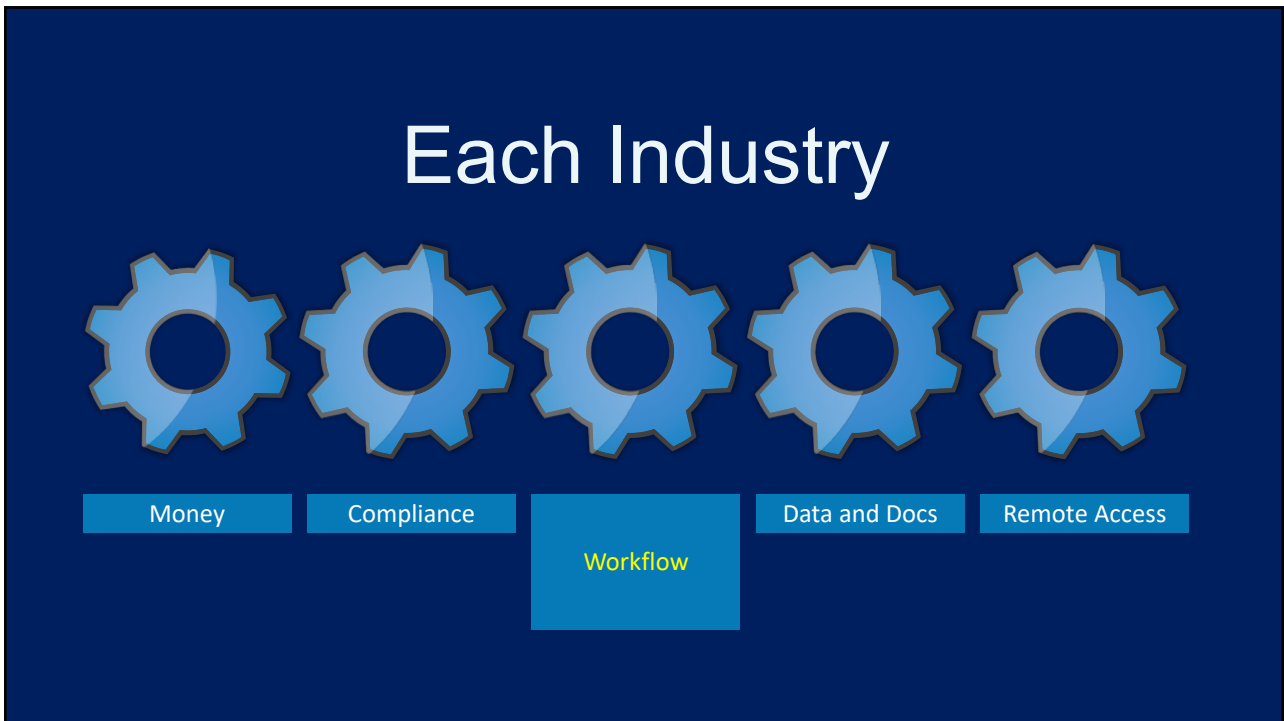 Each Industry
Money
Compliance
Workflow
Data and Docs
Remote Access